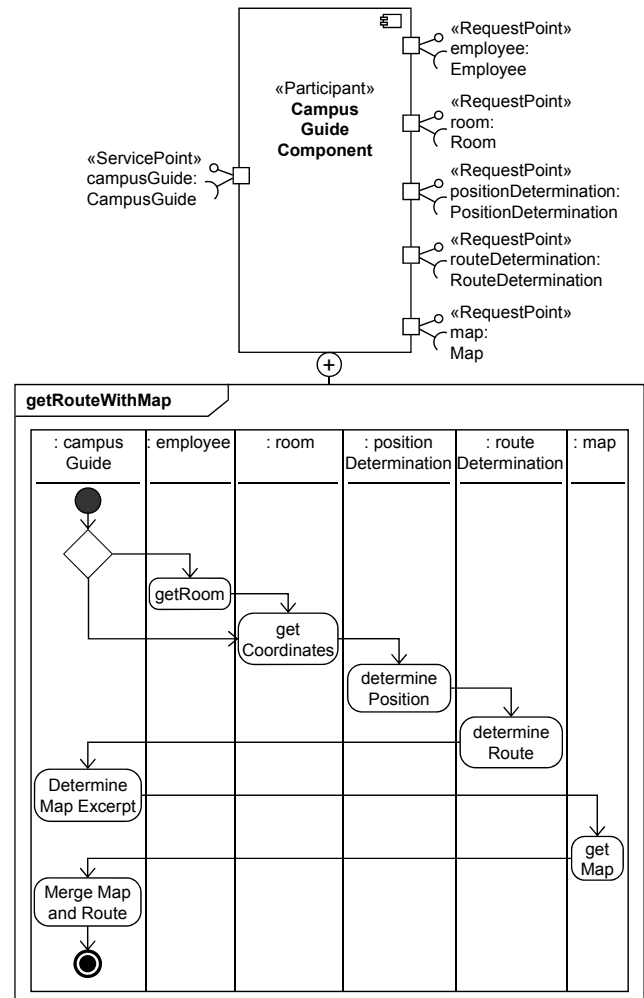 «RequestPoint»
employee:
Employee
«Participant»
Campus
Guide
Component
«RequestPoint»
room:
Room
«ServicePoint»
campusGuide:
CampusGuide
«RequestPoint»
positionDetermination:
PositionDetermination
«RequestPoint»
routeDetermination:
RouteDetermination
«RequestPoint»
map:
Map
+
getRouteWithMap
: campus
Guide
: employee
: room
: position
Determination
: route
Determination
: map
getRoom
get
Coordinates
determine
Position
determine
Route
Determine
Map Excerpt
get
Map
Merge Map
and Route